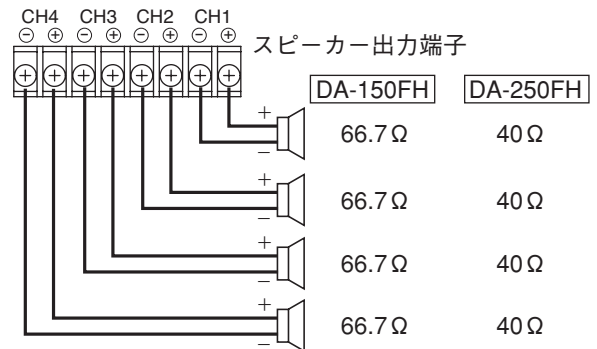 CH4 CH3 CH2 CH1
⊖ ⊕ ⊖ ⊕ ⊖ ⊕ ⊖ ⊕
スピーカー出力端子
DA-150FH DA-250FH
+
− 66.7Ω 40Ω
+
− 66.7Ω 40Ω
+
− 66.7Ω 40Ω
+
− 66.7Ω 40Ω